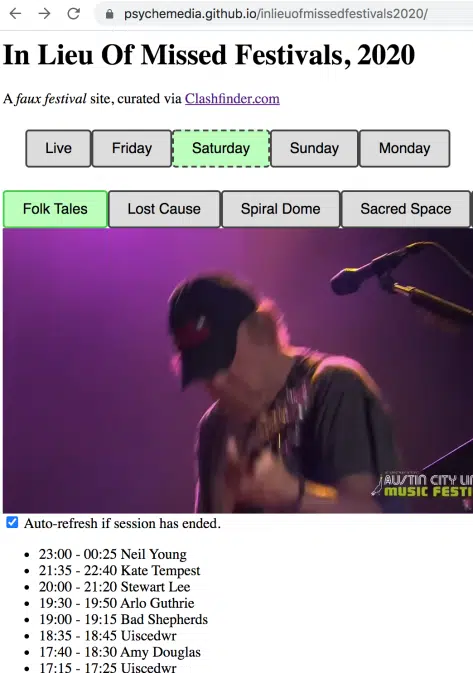 psychemedia.github.io/inlieuofmissedfestivals2020/
In Lieu Of Missed Festivals, 2020
A faux festival site, curated via Clashfinder.com
Live Friday Saturday Sunday Monday
Folk Tales Lost Cause Spiral Dome Sacred Space
AUSTIN CITY LI
MUSIC FESTI
Auto-refresh if session has ended.
• 23:00 - 00:25 Neil Young
• 21:35 - 22:40 Kate Tempest
• 20:00 - 21:20 Stewart Lee
• 19:30 - 19:50 Arlo Guthrie
• 19:00 - 19:15 Bad Shepherds
• 18:35 - 18:45 Uiscedwr
• 17:40 - 18:30 Amy Douglas
• 17:15 - 17:25 Uiscedwr